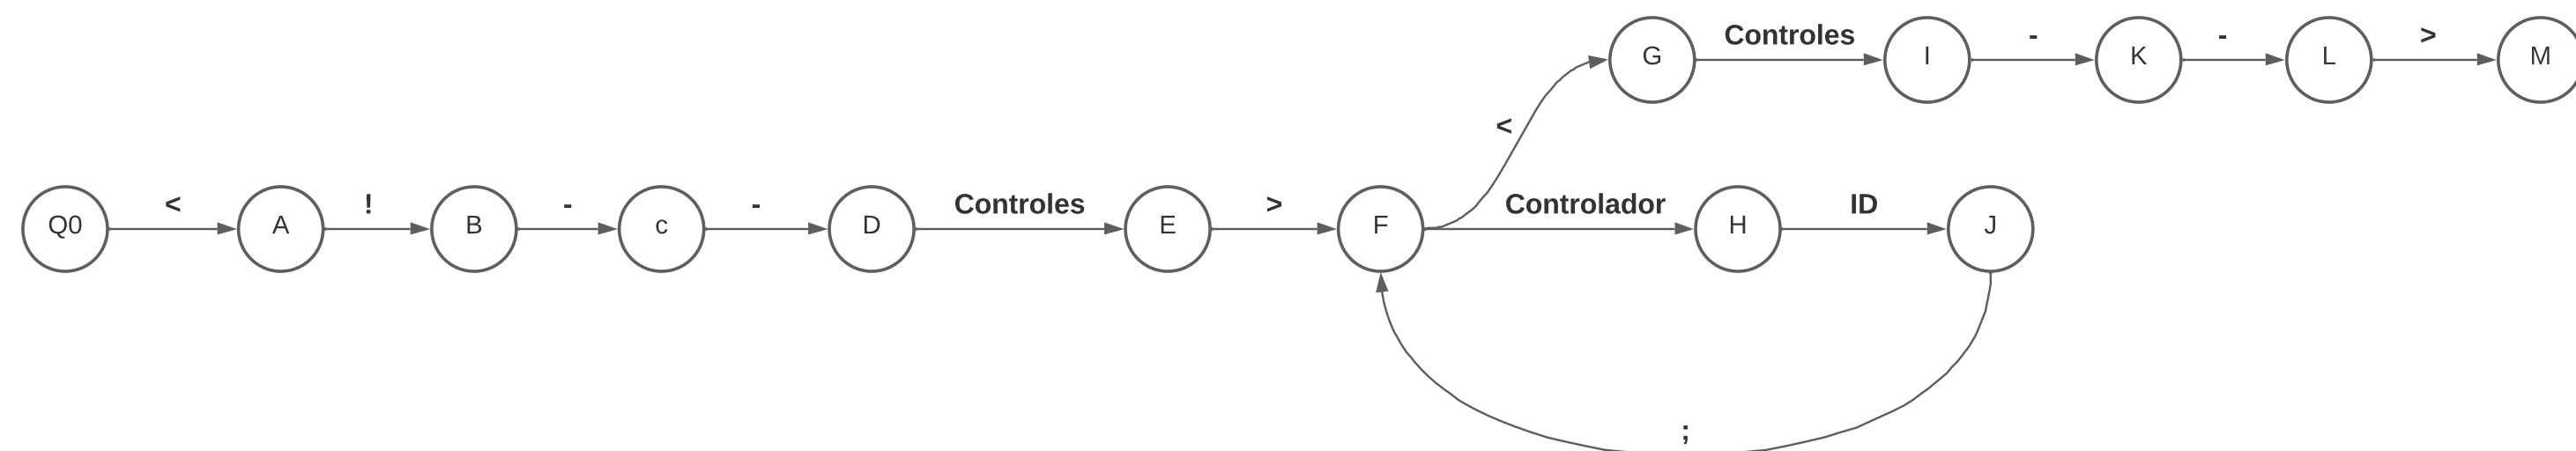 Controles
G
I
-
K
-
L
>
M
<
Q0
<
A
!
B
-
c
-
D
Controles
E
>
F
Controlador
H
ID
J
;